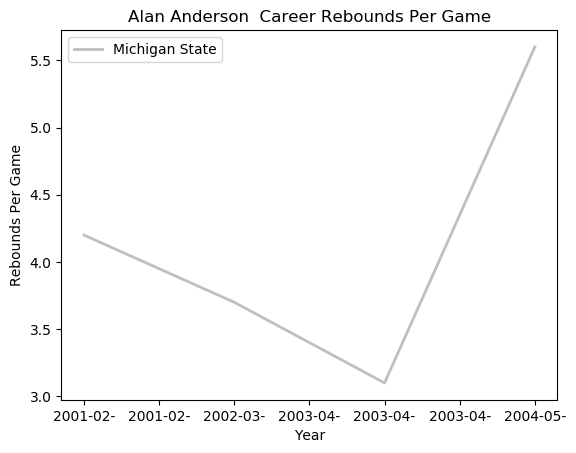 Alan Anderson  Career Rebounds Per Game
Michigan State
5.5
5.0
4.5
4.0
3.5
3.0
Rebounds Per Game
2001-02- 2001-02- 2002-03- 2003-04- 2003-04- 2003-04- 2004-05-
Year